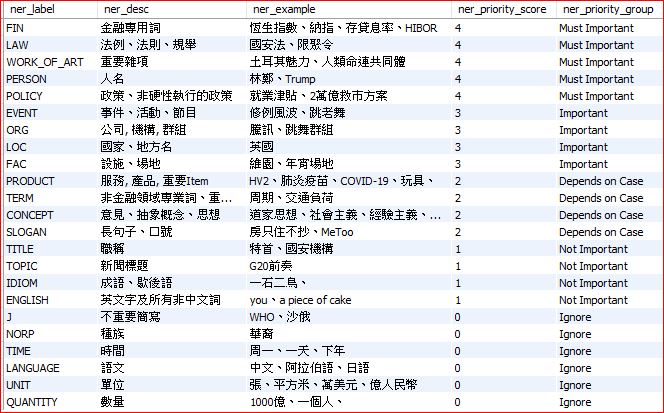 ner_label ner_desc ner_example ner_priority_score ner_priority_group
FIN 金融專用詞 恆生指數、納指、存貸息率、HIBOR 4 Must Important
LAW 法例、法則、規舉 國安法、限聚令 4 Must Important
WORK_OF_ART 重要雜項 土耳其魅力、人類命運共同體 4 Must Important
PERSON 人名 林鄭、Trump 4 Must Important
POLICY 政策、非硬性執行的政策 就業津貼、2萬億救市方案 4 Must Important
EVENT 事件、活動、節目 修例風波、跳老舞 3 Important
ORG 公司, 機構, 群組 騰訊、跳舞群組 3 Important
LOC 國家、地方名 英國 3 Important
FAC 設施、場地 維園、年宵場地 3 Important
PRODUCT 服務, 產品, 重要Item HV2、肺炎疫苗、COVID-19、玩具、 2 Depends on Case
TERM 非金融領域專業詞、重... 周期、交通負荷 2 Depends on Case
CONCEPT 意見、抽象概念、思想 道家思想、社會主義、經驗主義、... 2 Depends on Case
SLOGAN 長句子、口號 房只住不抄、MeToo 2 Depends on Case
TITLE 職稱 特首、國安機構 1 Not Important
TOPIC 新聞標題 G20前奏 1 Not Important
IDIOM 成語、歇後語 一石二鳥、 1 Not Important
ENGLISH 英文字及所有非中文詞 you、a piece of cake 1 Not Important
J 不重要簡寫 WHO、沙俄 0 Ignore
NORP 種族 華裔 0 Ignore
TIME 時間 周一、一天、下年 0 Ignore
LANGUAGE 語文 中文、阿拉伯語、日語 0 Ignore
UNIT 單位 張、平方米、萬美元、億人民幣 0 Ignore
QUANTITY 數量 1000億、一個人、 0 Ignore